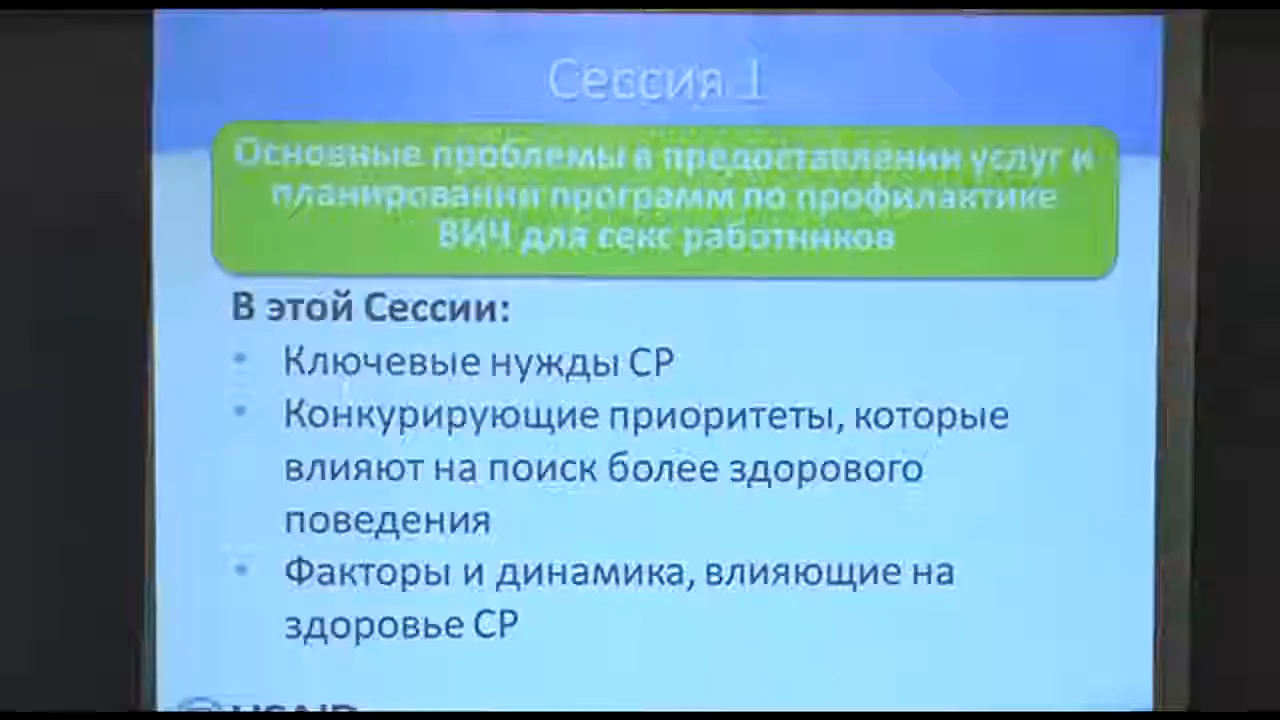 Сессия 1
Основные проблемы в предоставлении услуг и
планировании программ по профилактике
ВИЧ для секс работников
В этой Сессии:
• Ключевые нужды СР
• Конкурирующие приоритеты, которые
влияют на поиск более здорового
поведения
• Факторы и динамика, влияющие на
здоровье СР
USAID